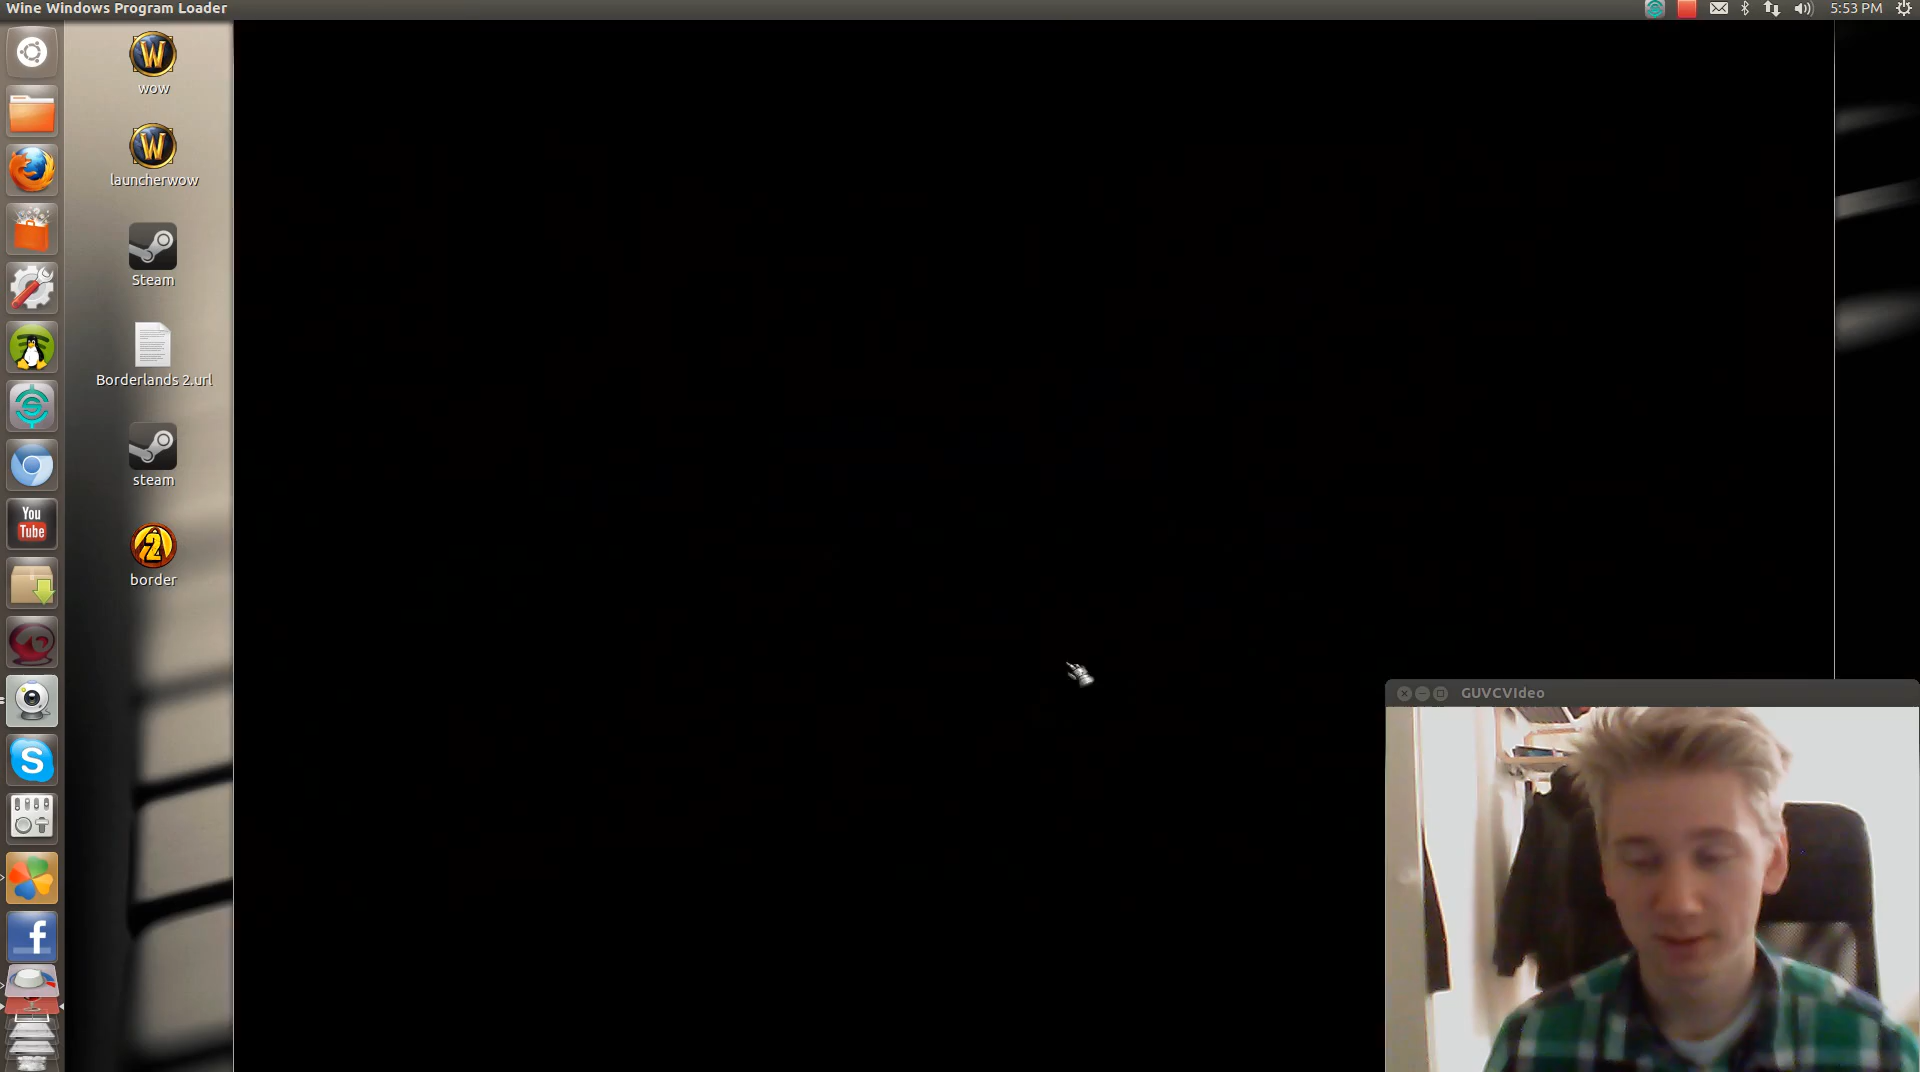 Wine Windows Program Loader
5:53 PM
wow
launcherwow
Steam
Borderlands 2.url
steam
border
You
Tube
GUVCVIdeo